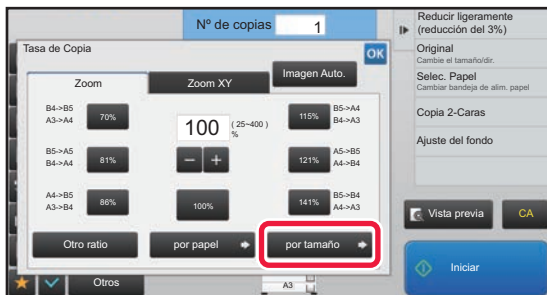 Nº de copias 1
Tasa de Copia
OK
Zoom
Zoom XY
Imagen Auto.
B4->B5
A3->A4
70%
100 (25~400)
%
115%
B5->A4
B4->A3
B5->A5
B4->A4
81%
121%
A5->B5
A4->B4
A4->B5
A3->B4
86%
100%
141%
B5->B4
A4->A3
Otro ratio
por papel
por tamaño
Otros
A3
Reducir ligeramente
(reducción del 3%)
Original
Cambie el tamaño/dir.
Selec. Papel
Cambiar bandeja de alim. papel
Copia 2-Caras
Ajuste del fondo
Vista previa
CA
Iniciar